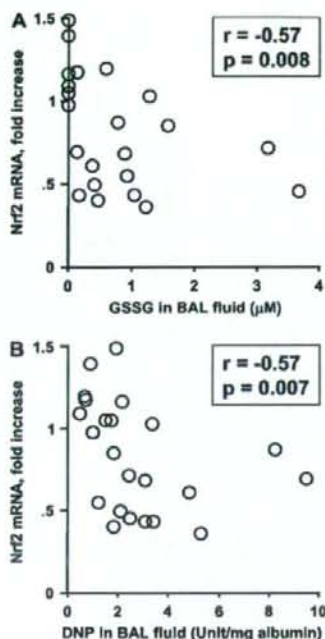 A
r = -0.57
p = 0.008
Nrf2 mRNA, fold increase
1.5
1
.5
0
0 1 2 3 4
GSSG in BAL fluid (μM)
B
r = -0.57
p = 0.007
Nrf2 mRNA, fold increase
1.5
1
.5
0
0 2 4 6 8 10
DNP in BAL fluid (Unit/mg albumin)